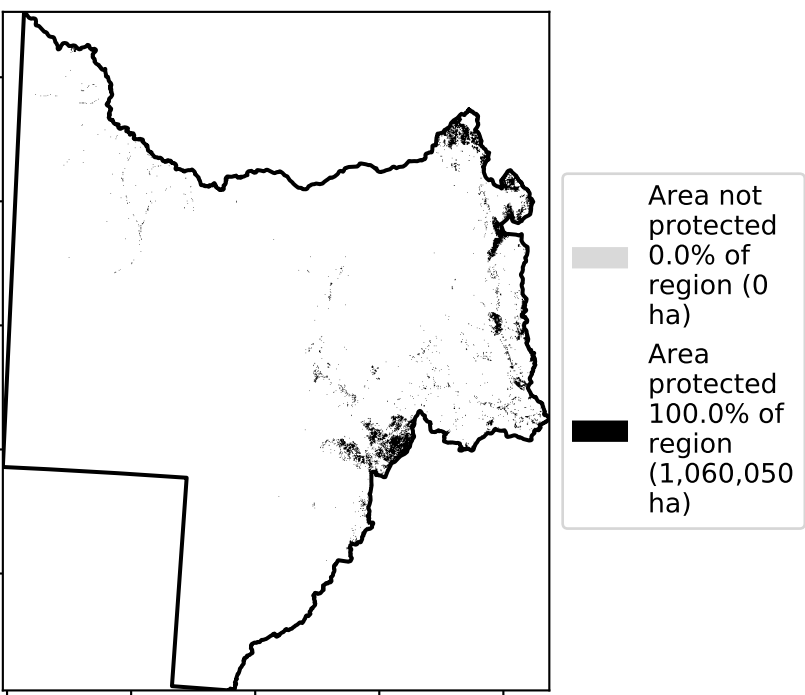 Area not
protected
0.0% of
region (0
ha)
Area
protected
100.0% of
region
(1,060,050
ha)